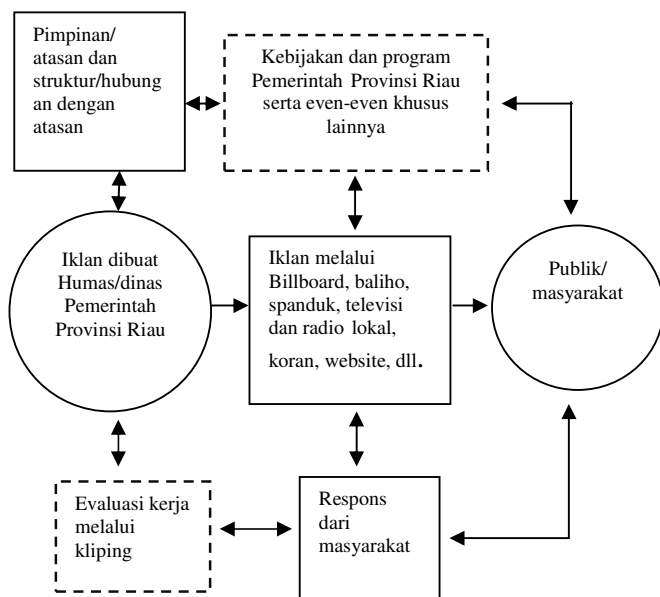 Pimpinan/
atasan dan
struktur/hubung
an dengan
atasan
Kebijakan dan program
Pemerintah Provinsi Riau
serta even-even khusus
lainnya
Iklan dibuat
Humas/dinas
Pemerintah
Provinsi Riau
Iklan melalui
Billboard, baliho,
spanduk, televisi
dan radio lokal,
koran, website, dll.
Publik/
masyarakat
Evaluasi kerja
melalui
kliping
Respons
dari
masyarakat